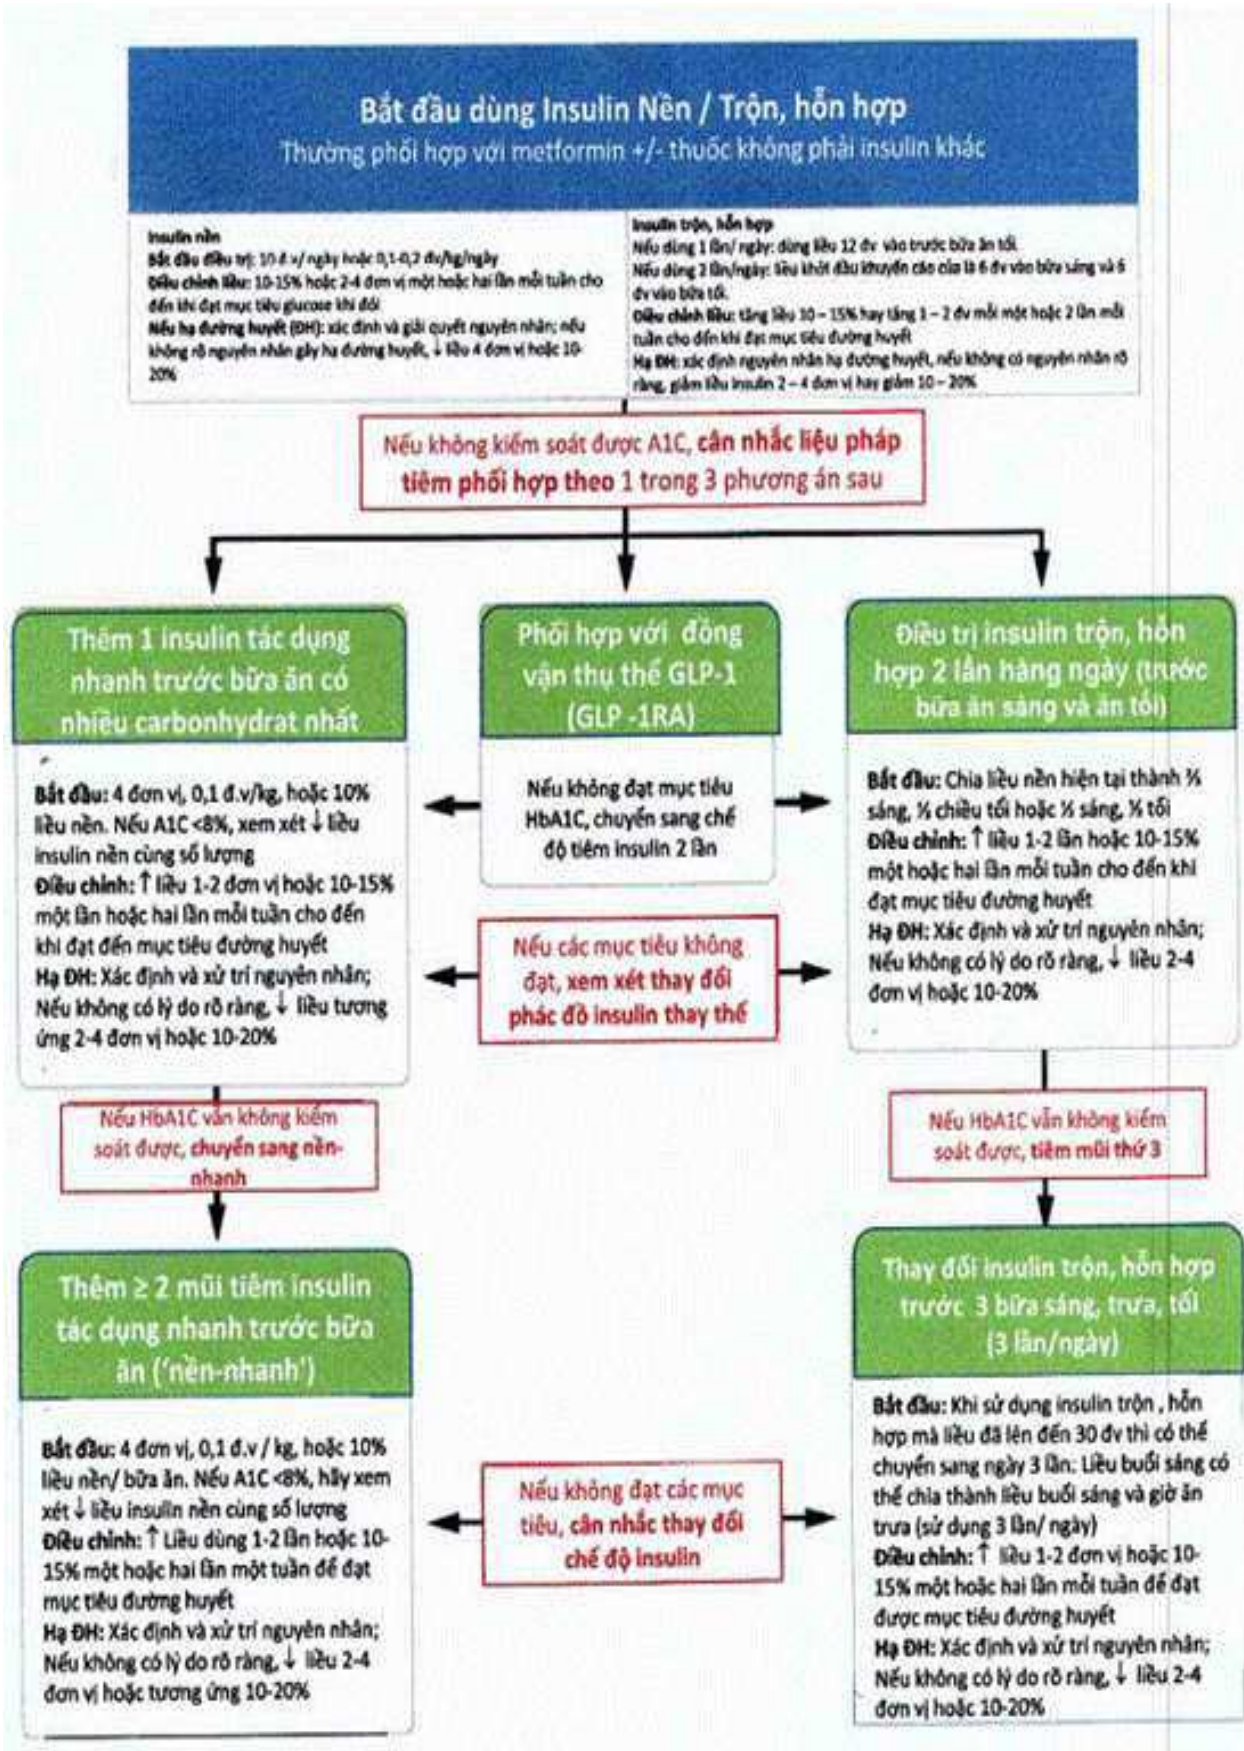 Bắt đầu dùng Insulin Nền / Trộn, hỗn hợp
Thường phối hợp với metformin +/- thuốc không phải insulin khác
Insulin nền
Bắt đầu điều trị: 10 đ.v/ ngày hoặc 0,1-0,2 đv/kg/ngày
Điều chỉnh liều: 10-15% hoặc 2-4 đơn vị một hoặc hai lần mỗi tuần cho
đến khi đạt mục tiêu glucose khi đói
Nếu hạ đường huyết (ĐH): xác định và giải quyết nguyên nhân; nếu
không rõ nguyên nhân gây hạ đường huyết, ↓ liều 4 đơn vị hoặc 10-
20%
Insulin trộn, hỗn hợp
Nếu dùng 1 lần/ ngày: dùng liều 12 đv vào trước bữa ăn tối.
Nếu dùng 2 lần/ngày: liều khởi đầu khuyến cáo của là 6 đv vào bữa sáng và 6
đv vào bữa tối.
Điều chỉnh liều: tăng liều 10 – 15% hay tăng 1 – 2 đv mỗi một hoặc 2 lần mỗi
tuần cho đến khi đạt mục tiêu đường huyết
Hạ ĐH: xác định nguyên nhân hạ đường huyết, nếu không có nguyên nhân rõ
ràng, giảm liều insulin 2 – 4 đơn vị hay giảm 10 – 20%
Nếu không kiểm soát được A1C, cân nhắc liệu pháp
tiêm phối hợp theo 1 trong 3 phương án sau
Thêm 1 insulin tác dụng
nhanh trước bữa ăn có
nhiều carbonhydrat nhất
Bắt đầu: 4 đơn vị, 0,1 đ.v/kg, hoặc 10%
liều nền. Nếu A1C <8%, xem xét ↓ liều
insulin nền cùng số lượng
Điều chỉnh: ↑ liều 1-2 đơn vị hoặc 10-15%
một lần hoặc hai lần mỗi tuần cho đến
khi đạt đến mục tiêu đường huyết
Hạ ĐH: Xác định và xử trí nguyên nhân;
Nếu không có lý do rõ ràng, ↓ liều tương
ứng 2-4 đơn vị hoặc 10-20%
Phối hợp với đồng
vận thụ thể GLP-1
(GLP -1RA)
Nếu không đạt mục tiêu
HbA1C, chuyển sang chế
độ tiêm insulin 2 lần
Điều trị insulin trộn, hỗn
hợp 2 lần hàng ngày (trước
bữa ăn sáng và ăn tối)
Bắt đầu: Chia liều nền hiện tại thành ⅔
sáng, ⅓ chiều tối hoặc ½ sáng, ½ tối
Điều chỉnh: ↑ liều 1-2 lần hoặc 10-15%
một hoặc hai lần mỗi tuần cho đến khi
đạt mục tiêu đường huyết
Hạ ĐH: Xác định và xử trí nguyên nhân;
Nếu không có lý do rõ ràng, ↓ liều 2-4
đơn vị hoặc 10-20%
Nếu các mục tiêu không
đạt, xem xét thay đổi
phác đồ insulin thay thế
Nếu HbA1C vẫn không kiểm
soát được, chuyển sang nền-
nhanh
Nếu HbA1C vẫn không kiểm
soát được, tiêm mũi thứ 3
Thêm ≥ 2 mũi tiêm insulin
tác dụng nhanh trước bữa
ăn ('nền-nhanh')
Bắt đầu: 4 đơn vị, 0,1 đ.v / kg, hoặc 10%
liều nền/ bữa ăn. Nếu A1C <8%, hãy xem
xét ↓ liều insulin nền cùng số lượng
Điều chỉnh: ↑ Liều dùng 1-2 lần hoặc 10-
15% một hoặc hai lần một tuần để đạt
mục tiêu đường huyết
Hạ ĐH: Xác định và xử trí nguyên nhân;
Nếu không có lý do rõ ràng, ↓ liều 2-4
đơn vị hoặc tương ứng 10-20%
Nếu không đạt các mục
tiêu, cân nhắc thay đổi
chế độ insulin
Thay đổi insulin trộn, hỗn hợp
trước 3 bữa sáng, trưa, tối
(3 lần/ngày)
Bắt đầu: Khi sử dụng insulin trộn , hỗn
hợp mà liều đã lên đến 30 đv thì có thể
chuyển sang ngày 3 lần: Liều buổi sáng có
thể chia thành liều buổi sáng và giờ ăn
trưa (sử dụng 3 lần/ ngày)
Điều chỉnh: ↑ liều 1-2 đơn vị hoặc 10-
15% một hoặc hai lần mỗi tuần để đạt
được mục tiêu đường huyết
Hạ ĐH: Xác định và xử trí nguyên nhân;
Nếu không có lý do rõ ràng, ↓ liều 2-4
đơn vị hoặc 10-20%